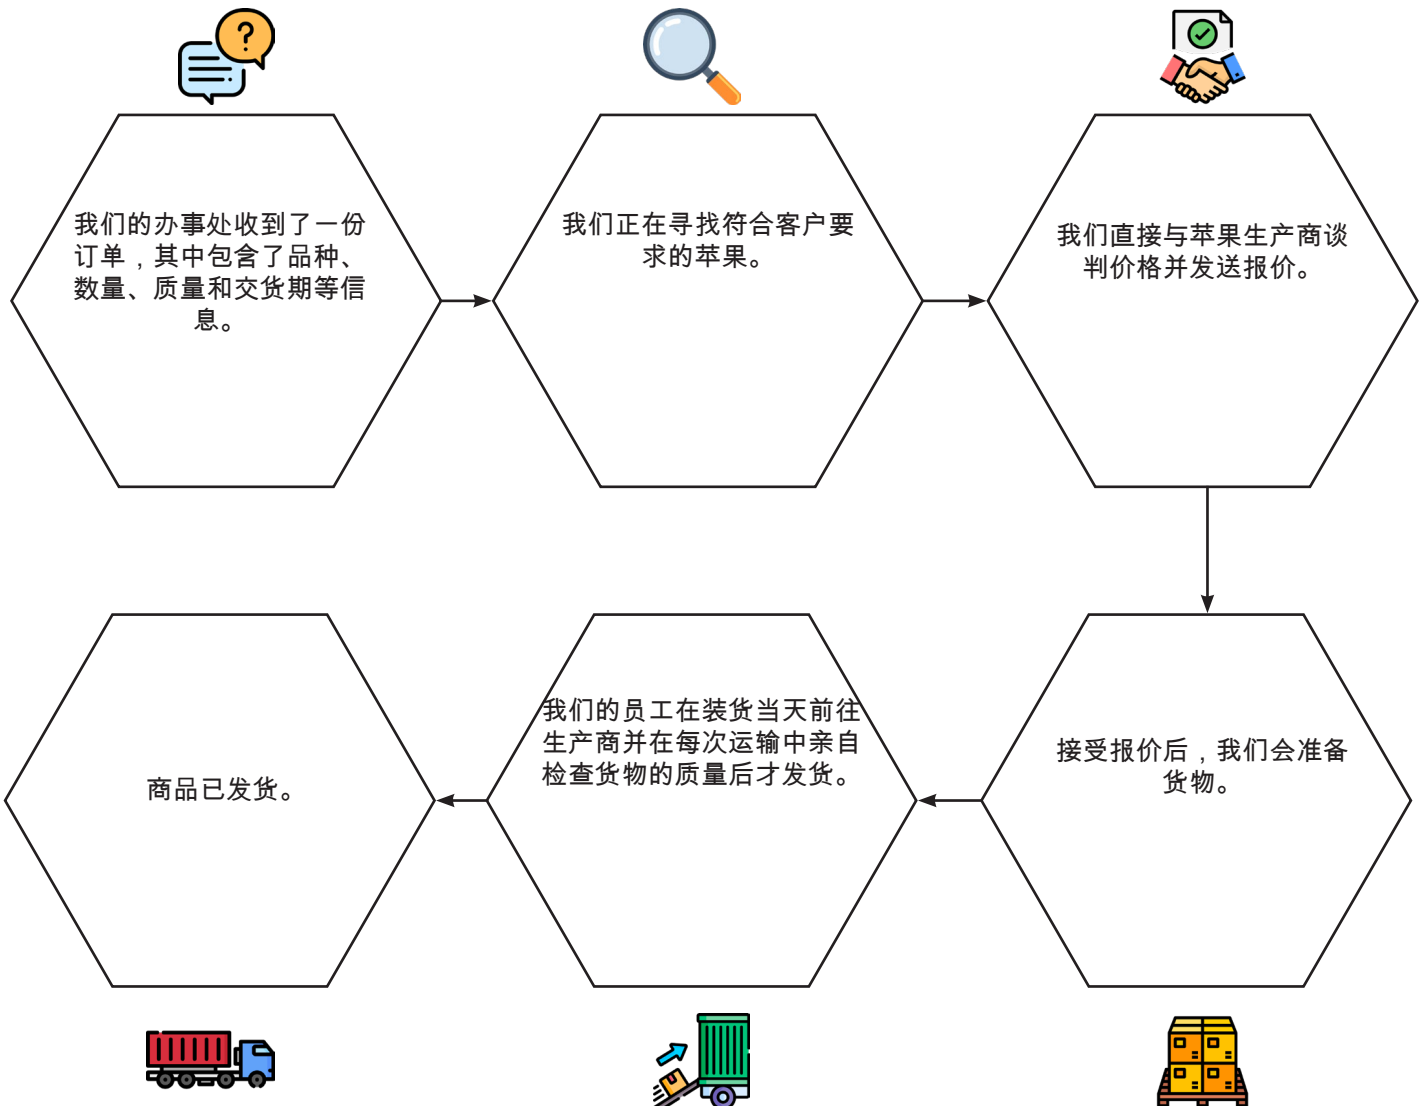 我们的办事处收到了一份
订单，其中包含了品种、
数量、质量和交货期等信
息。
我们正在寻找符合客户要
求的苹果。
我们直接与苹果生产商谈
判价格并发送报价。
接受报价后，我们会准备
货物。
我们的员工在装货当天前往
生产商并在每次运输中亲自
检查货物的质量后才发货。
商品已发货。